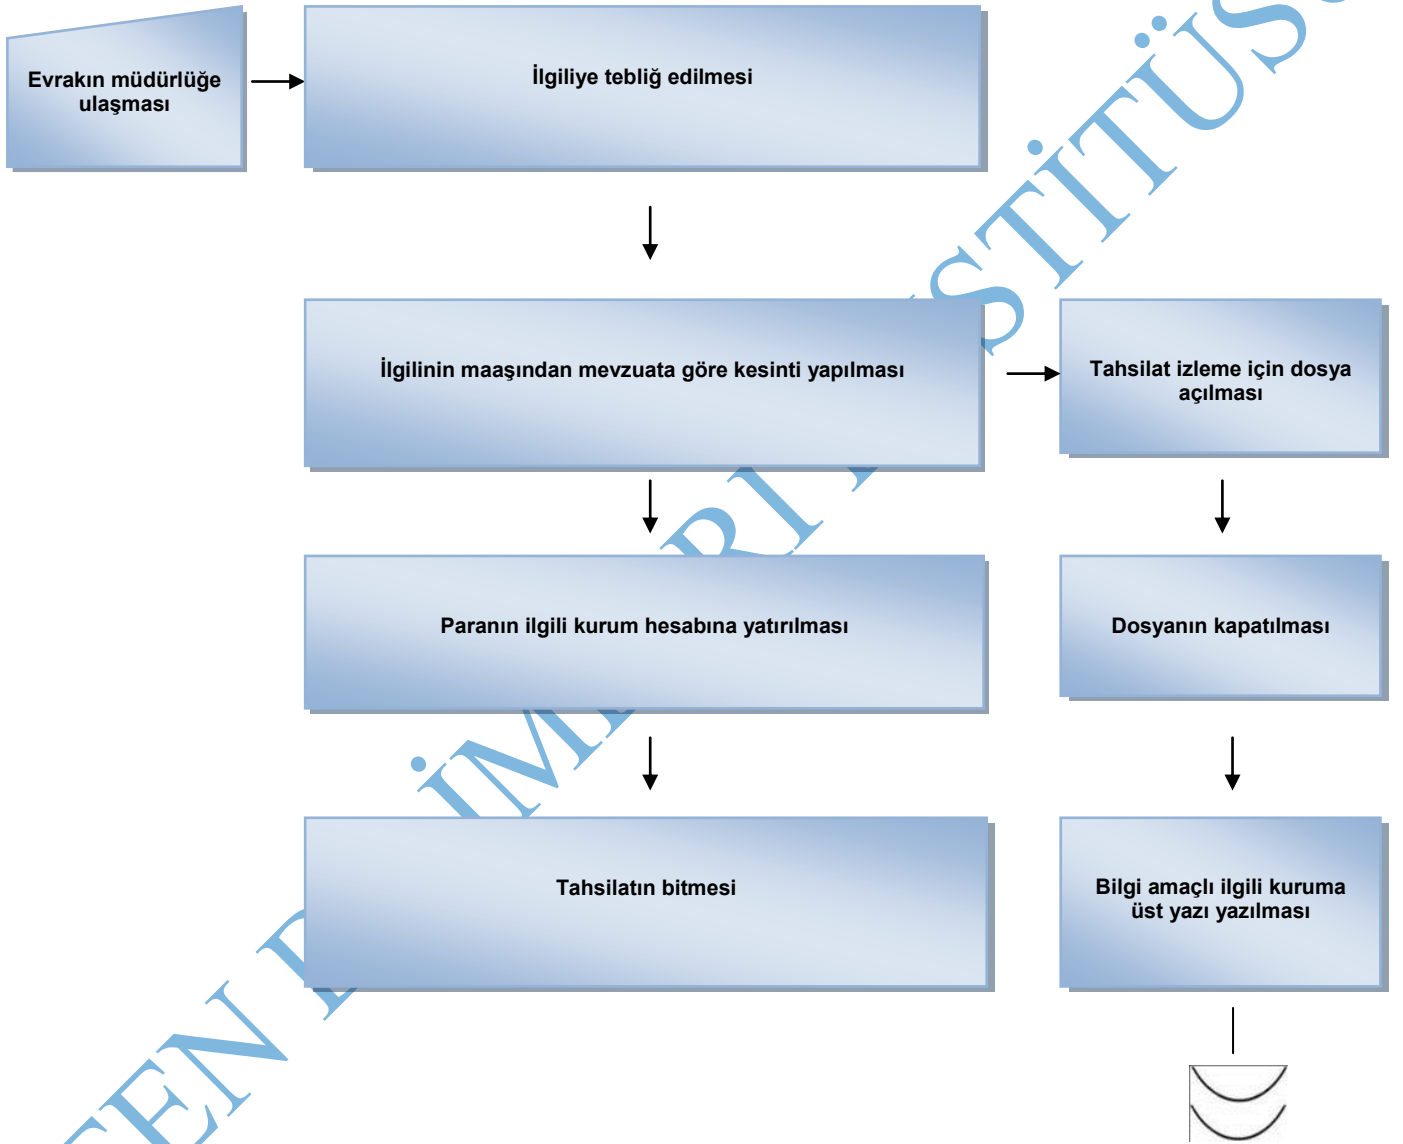 Evrakın müdürlüğe
ulaşması
İlgiliye tebliğ edilmesi
İlgilinin maaşından mevzuata göre kesinti yapılması
Tahsilat izleme için dosya
açılması
Paranın ilgili kurum hesabına yatırılması
Dosyanın kapatılması
Tahsilatın bitmesi
Bilgi amaçlı ilgili kuruma
üst yazı yazılması